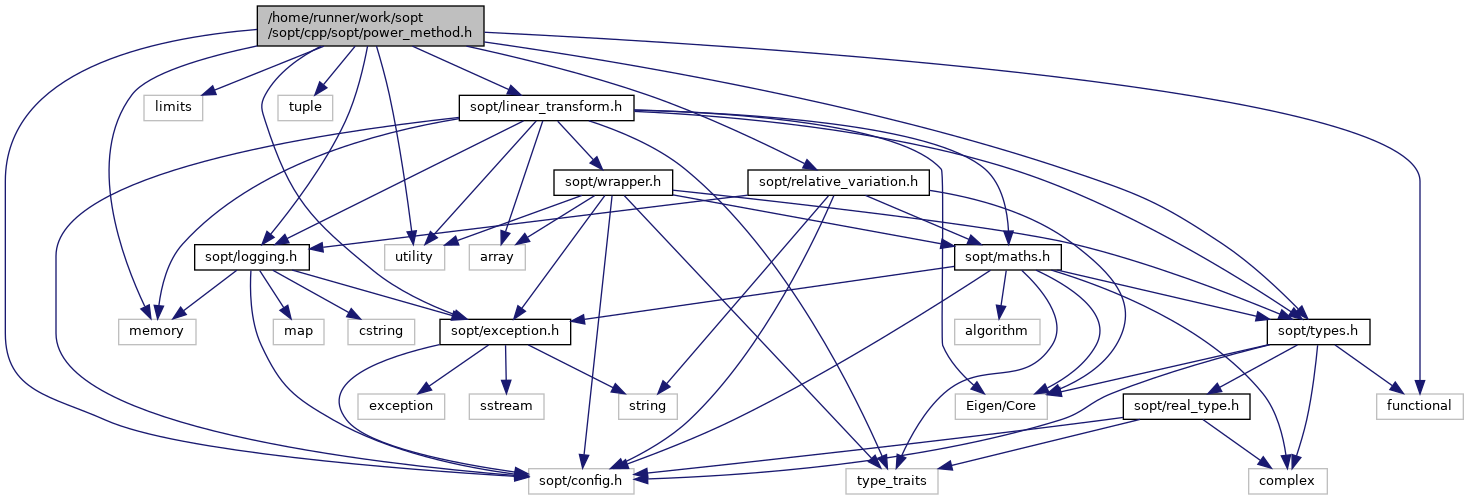 /home/runner/work/sopt
/sopt/cpp/sopt/power_method.h
limits
tuple
sopt/linear_transform.h
sopt/wrapper.h
sopt/relative_variation.h
sopt/logging.h
utility
array
sopt/maths.h
memory
map
cstring
sopt/exception.h
algorithm
sopt/types.h
exception
sstream
string
Eigen/Core
sopt/real_type.h
functional
sopt/config.h
type_traits
complex